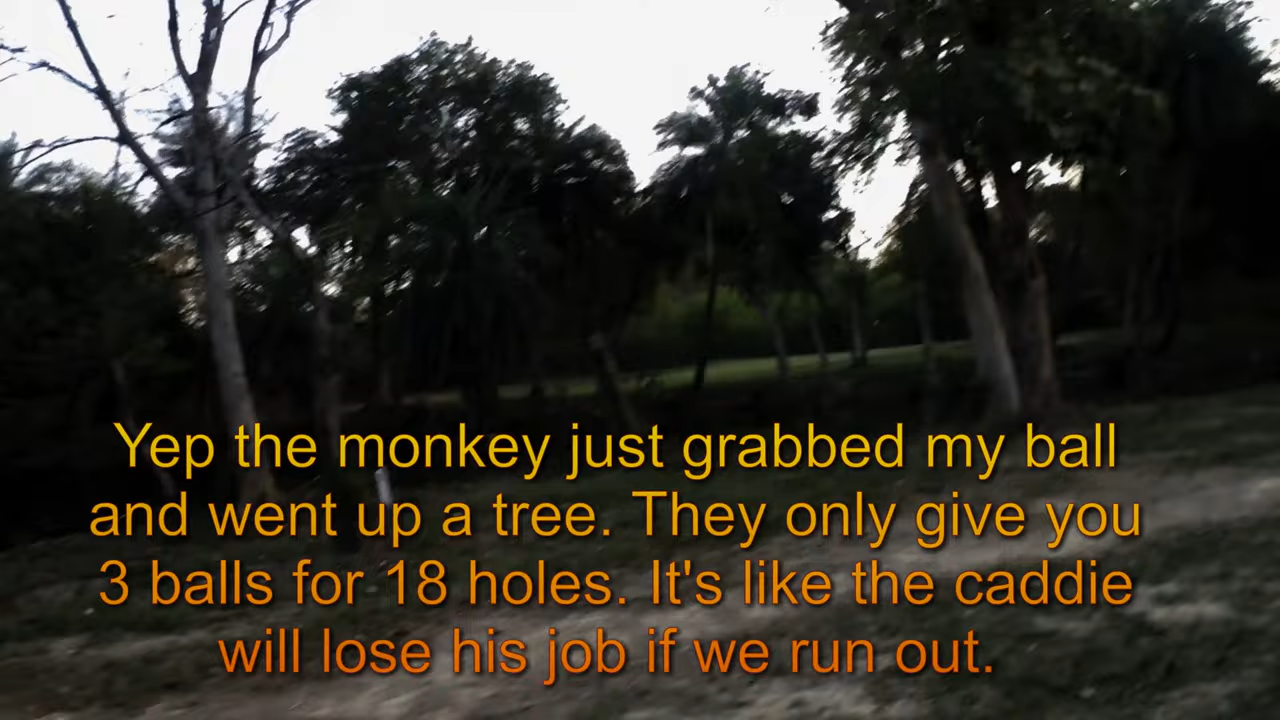 Yep the monkey just grabbed my ball
and went up a tree. They only give you
3 balls for 18 holes. It's like the caddie
will lose his job if we run out.